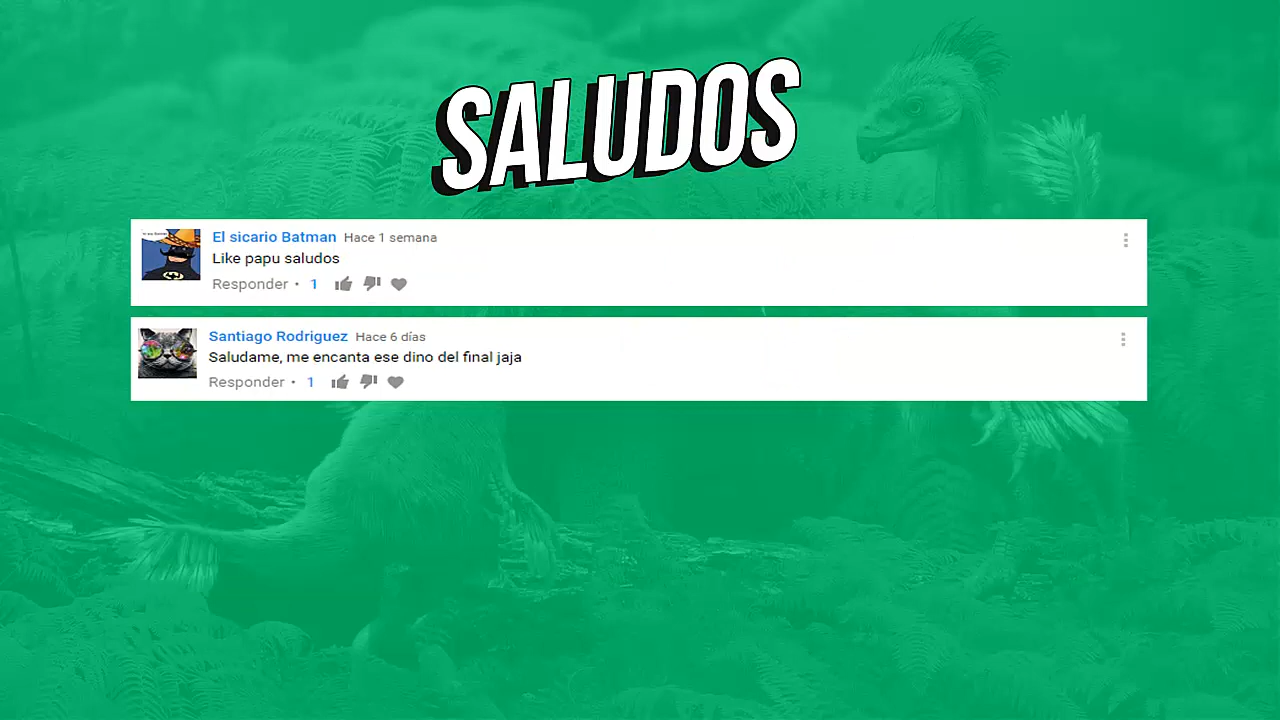 SALUDOS
El sicario Batman Hace 1 semana
Like papu saludos
Responder • 1
Santiago Rodriguez Hace 6 días
Saludame, me encanta ese dino del final jaja
Responder • 1